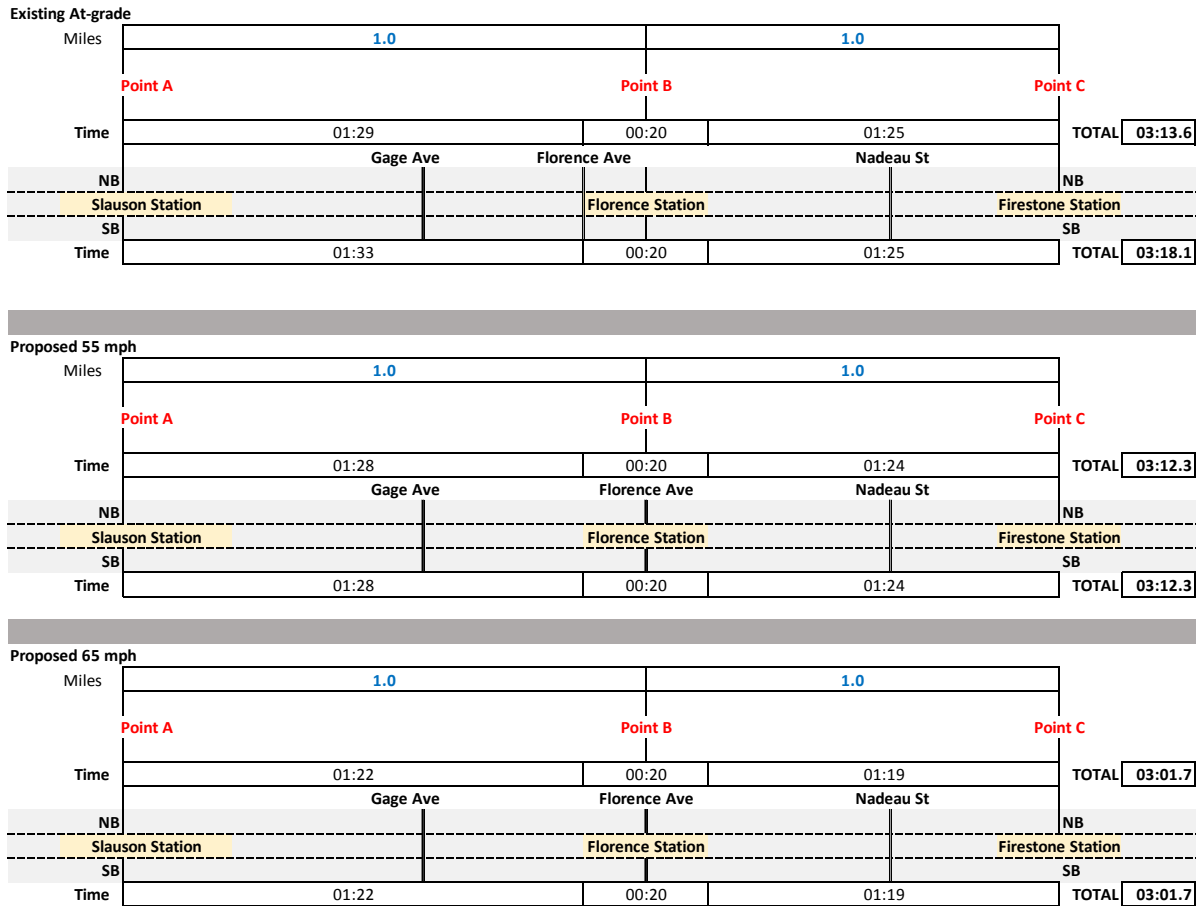 Existing At-grade
Miles 1.0 1.0
Point A Point B Point C
Time 01:29 00:20 01:25 TOTAL 03:13.6
Gage Ave Florence Ave Nadeau St
NB NB
Slauson Station Florence Station Firestone Station
SB SB
Time 01:33 00:20 01:25 TOTAL 03:18.1
Proposed 55 mph
Miles 1.0 1.0
Point A Point B Point C
Time 01:28 00:20 01:24 TOTAL 03:12.3
Gage Ave Florence Ave Nadeau St
NB NB
Slauson Station Florence Station Firestone Station
SB SB
Time 01:28 00:20 01:24 TOTAL 03:12.3
Proposed 65 mph
Miles 1.0 1.0
Point A Point B Point C
Time 01:22 00:20 01:19 TOTAL 03:01.7
Gage Ave Florence Ave Nadeau St
NB NB
Slauson Station Florence Station Firestone Station
SB SB
Time 01:22 00:20 01:19 TOTAL 03:01.7